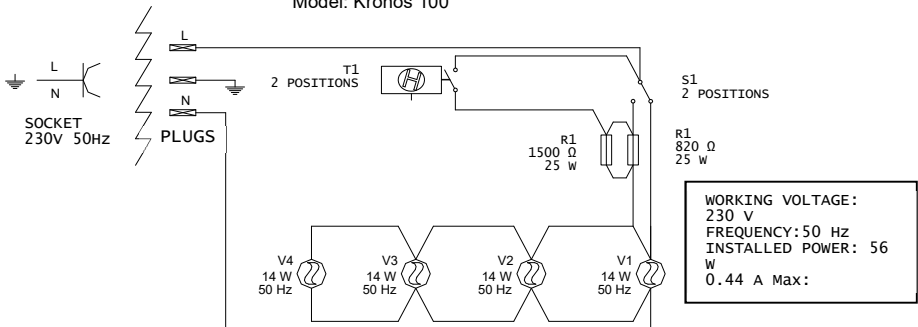 Model: Kronos 100
L
N
SOCKET
230V 50Hz
L
N
PLUGS
T1
2 POSITIONS
S1
2 POSITIONS
R1
1500 Ω
25 W
R1
820 Ω
25 W
WORKING VOLTAGE:
230 V
FREQUENCY:50 Hz
INSTALLED POWER: 56
W
0.44 A Max:
V4
14 W
50 Hz
V3
14 W
50 Hz
V2
14 W
50 Hz
V1
14 W
50 Hz